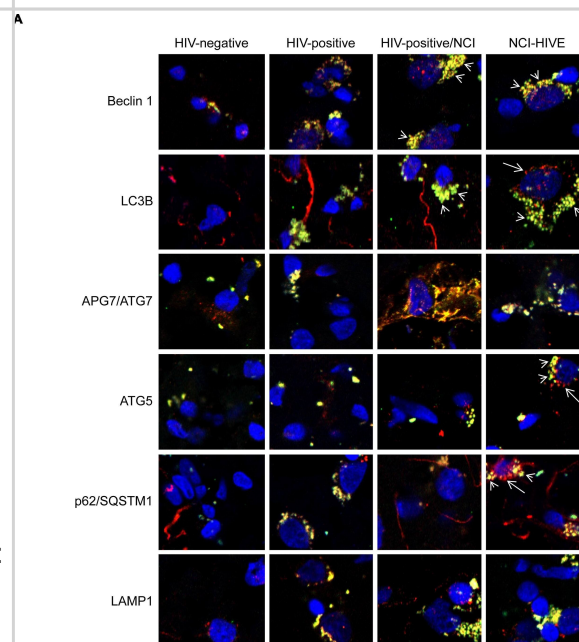 A
HIV-negative HIV-positive HIV-positive/NCI NCI-HIVE
Beclin 1
LC3B
APG7/ATG7
ATG5
p62/SQSTM1
LAMP1